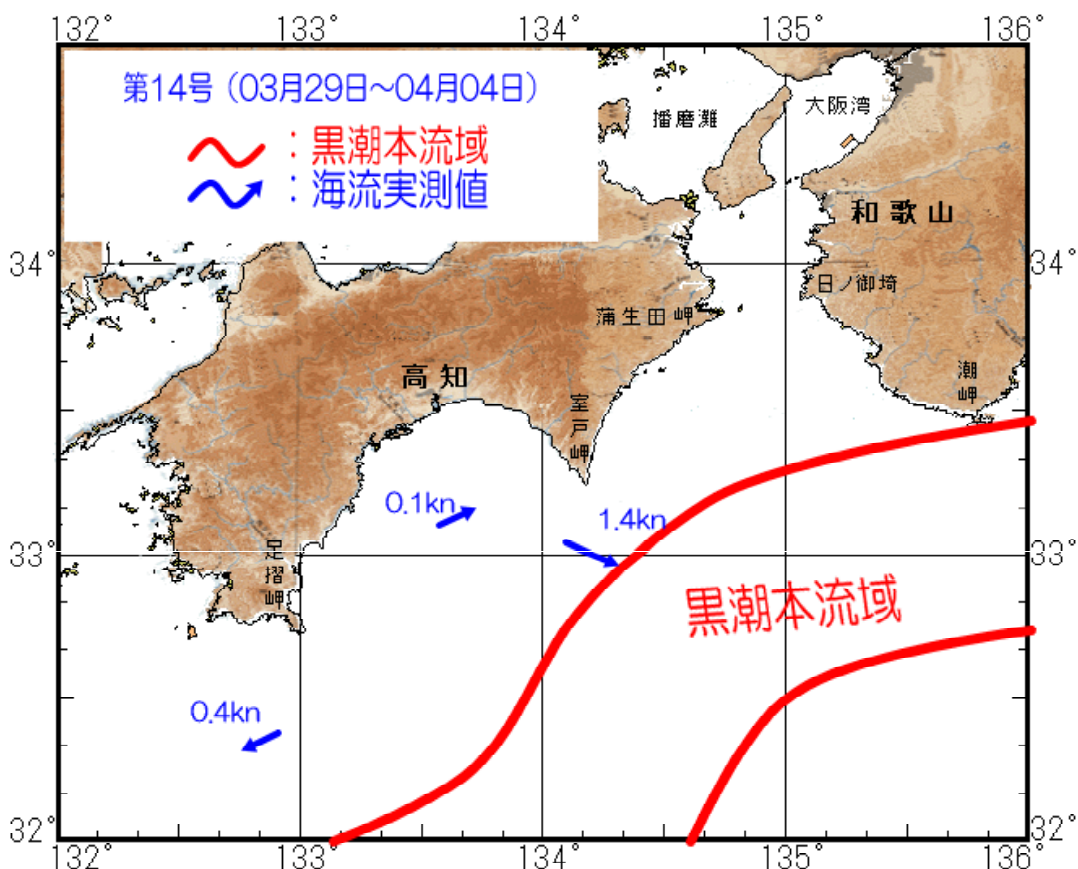 132° 133° 134° 135° 136°
第14号（03月29日～04月04日）
：黒潮本流域
：海流実測値
播磨灘
大阪湾
和歌山
34° 34°
日ノ御埼
蒲生田岬
高知
室戸岬
潮岬
0.1kn
1.4kn
33° 33°
足摺岬
黒潮本流域
0.4kn
32° 32°
132° 133° 134° 135° 136°